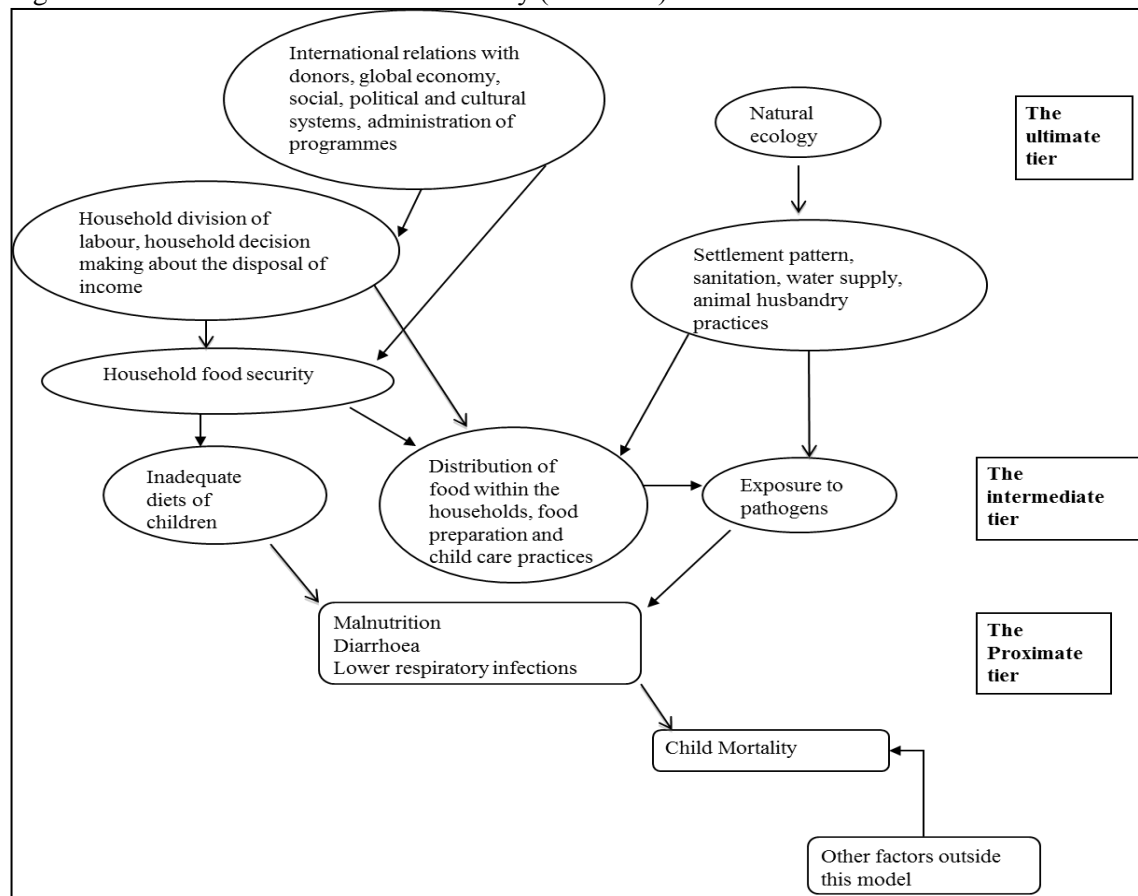 International relations with
donors, global economy,
social, political and cultural
systems, administration of
programmes
Natural
ecology
The
ultimate
tier
Household division of
labour, household decision
making about the disposal of
income
Settlement pattern,
sanitation, water supply,
animal husbandry
practices
Household food security
Inadequate
diets of
children
Distribution of
food within the
households, food
preparation and
child care practices
Exposure to
pathogens
The
intermediate
tier
Malnutrition
Diarrhoea
Lower respiratory infections
The
Proximate
tier
Child Mortality
Other factors outside
this model